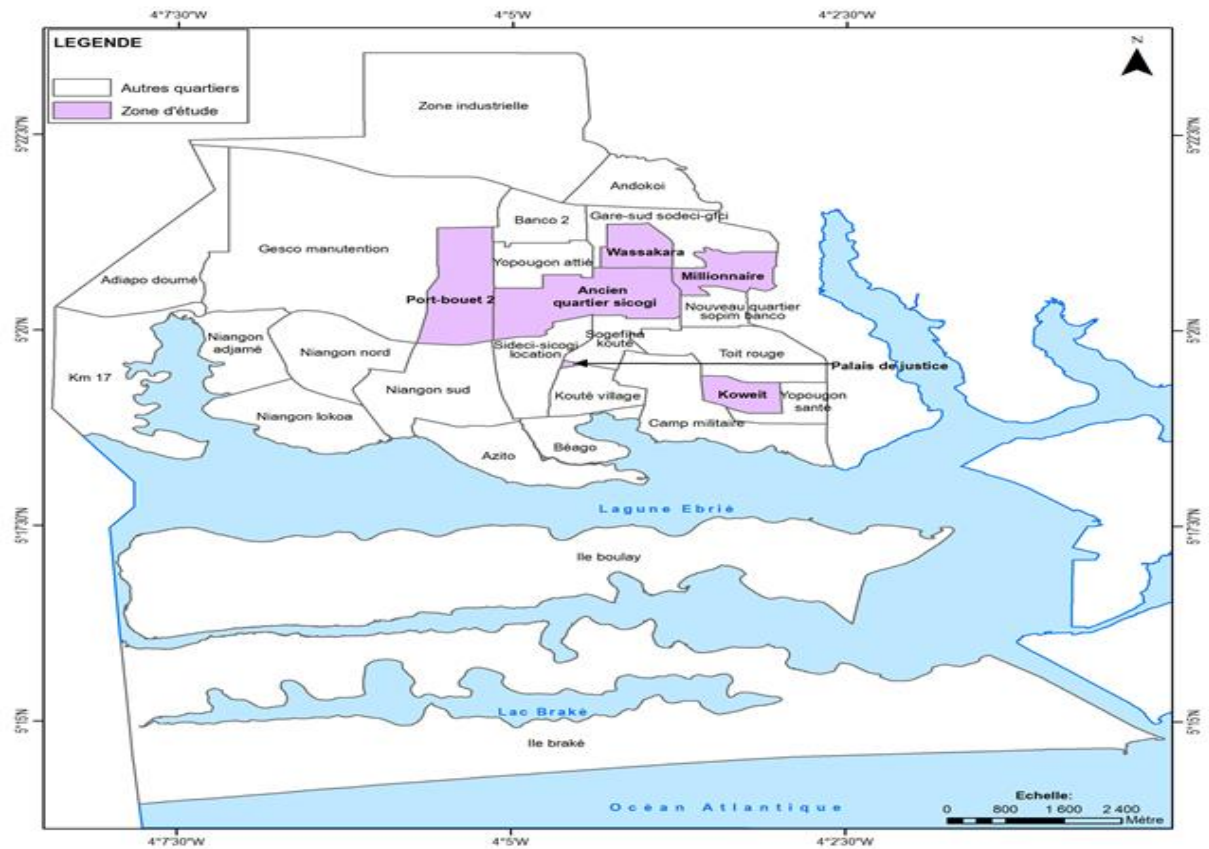 4°7'30"W
4°5'W
4°2'30"W
LEGENDE
Autres quartiers
Zone d'étude
N
5°22'30"N
5°22'30"N
Zone industrielle
Andokoi
Banco 2
Gare-sud sodeci-gfci
Gesco manutention
Wassakara
Yopougon attié
Adiapo doumé
Millionnaire
Port-bouet 2
Ancien
quartier sicogi
Nouveau quartier
sopim banco
5°20'N
5°20'N
Niangon
adjamé
Sogefiha
kouté
Sideci-sicogi
location
Niangon nord
Toit rouge
Km 17
Palais de justice
Niangon sud
Kouté village
Koweit
Yopougon
santé
Niangon lokoa
Camp militaire
Béago
Azito
Lagune Ebrié
5°17'30"N
5°17'30"N
Ile boulay
Lac Braké
5°15'N
5°15'N
Ile braké
Océan Atlantique
Echelle:
0 800 1 600 2 400
Mètre
4°7'30"W
4°5'W
4°2'30"W